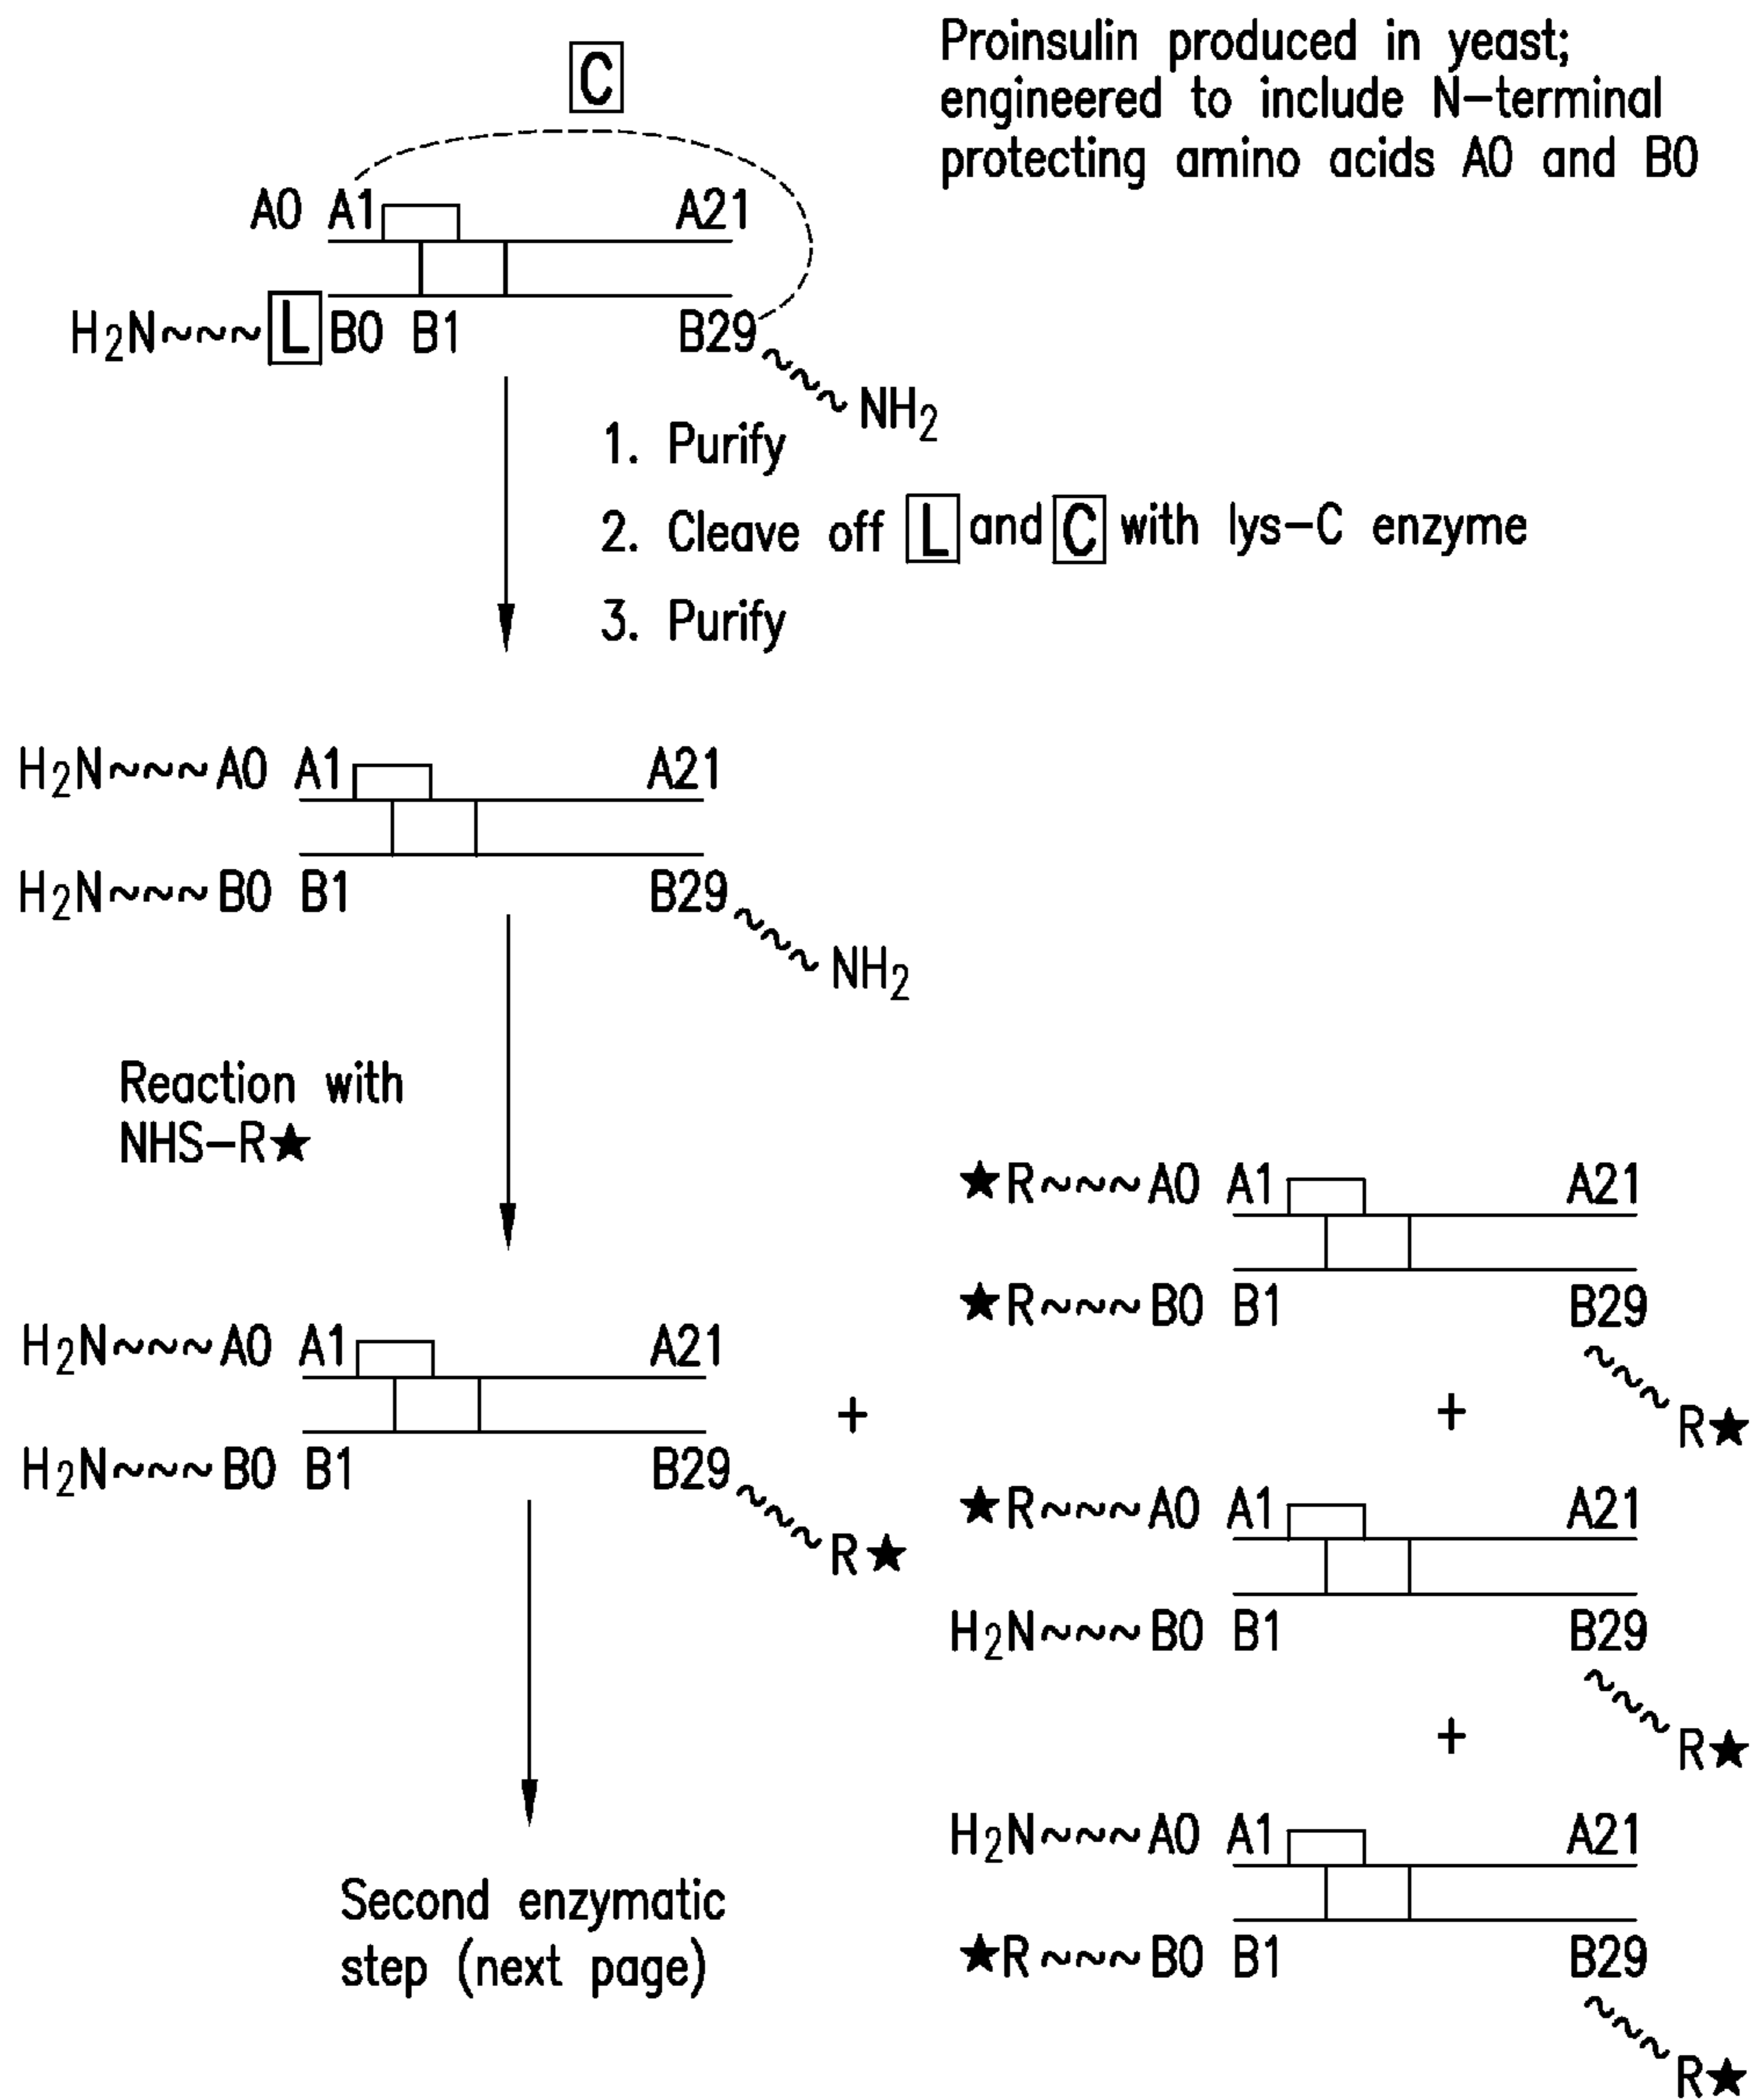 Proinsulin produced in yeast;
engineered to include N-terminal
protecting amino acids A0 and B0
C
A0 A1 A21
H2N~~~L B0 B1 B29
~~~NH2
1. Purify
2. Cleave off L and C with lys-C enzyme
3. Purify
H2N~~~A0 A1 A21
H2N~~~B0 B1 B29
~~~NH2
Reaction with
NHS-R★
H2N~~~A0 A1 A21
H2N~~~B0 B1 B29
~~~R★
+
★R~~~A0 A1 A21
★R~~~B0 B1 B29
~~~R★
+
★R~~~A0 A1 A21
H2N~~~B0 B1 B29
~~~R★
+
H2N~~~A0 A1 A21
★R~~~B0 B1 B29
~~~R★
Second enzymatic
step (next page)